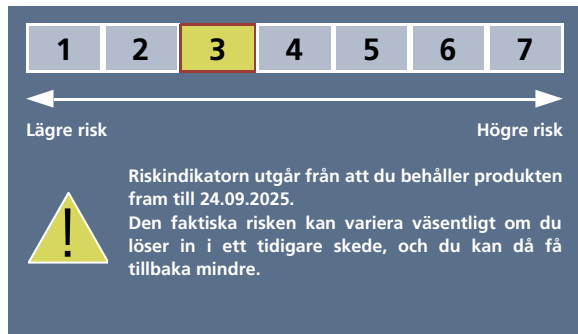 1 2 3 4 5 6 7
Lägre risk Högre risk
Riskindikatorn utgår från att du behåller produkten
fram till 24.09.2025.
Den faktiska risken kan variera väsentligt om du
löser in i ett tidigare skede, och du kan då få
tillbaka mindre.